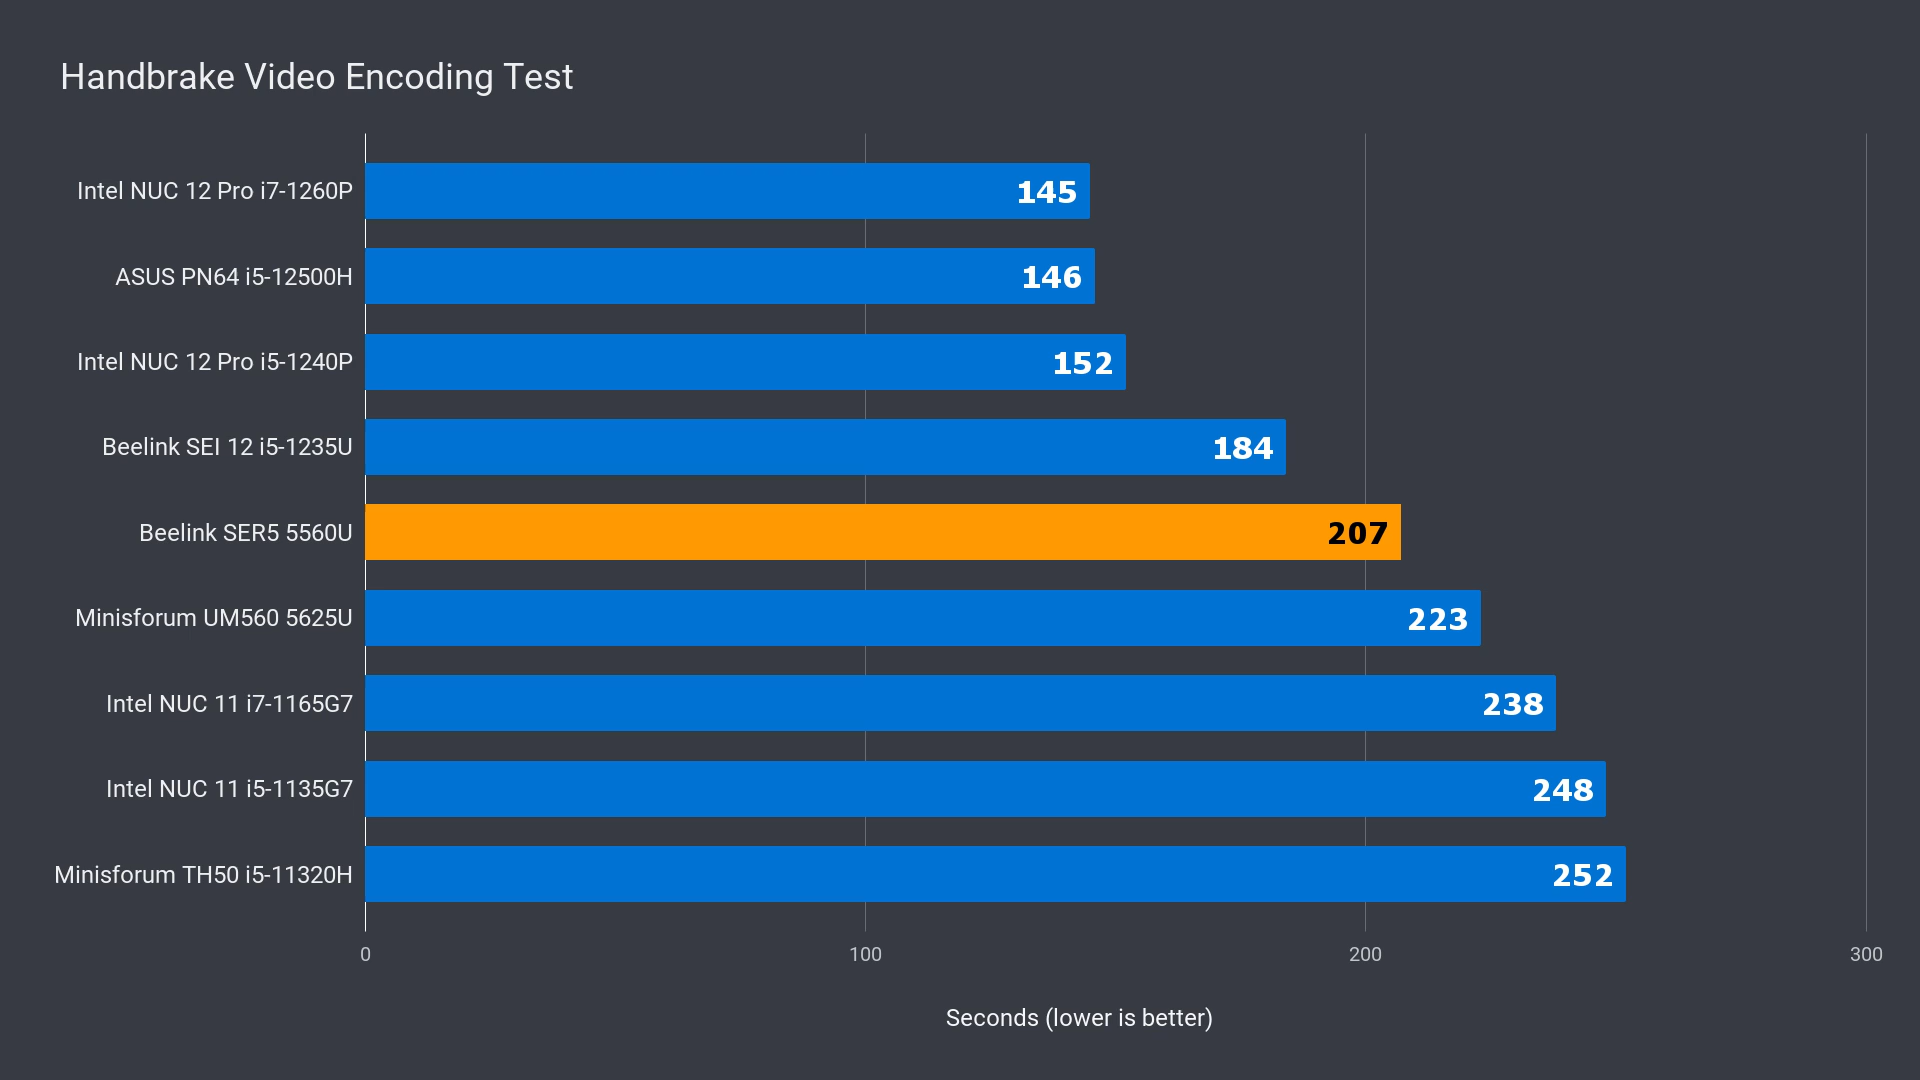 Handbrake Video Encoding Test
Intel NUC 12 Pro i7-1260P 145
ASUS PN64 i5-12500H 146
Intel NUC 12 Pro i5-1240P 152
Beelink SEI 12 i5-1235U 184
Beelink SER5 5560U 207
Minisforum UM560 5625U 223
Intel NUC 11 i7-1165G7 238
Intel NUC 11 i5-1135G7 248
Minisforum TH50 i5-11320H 252
0 100 200 300
Seconds (lower is better)